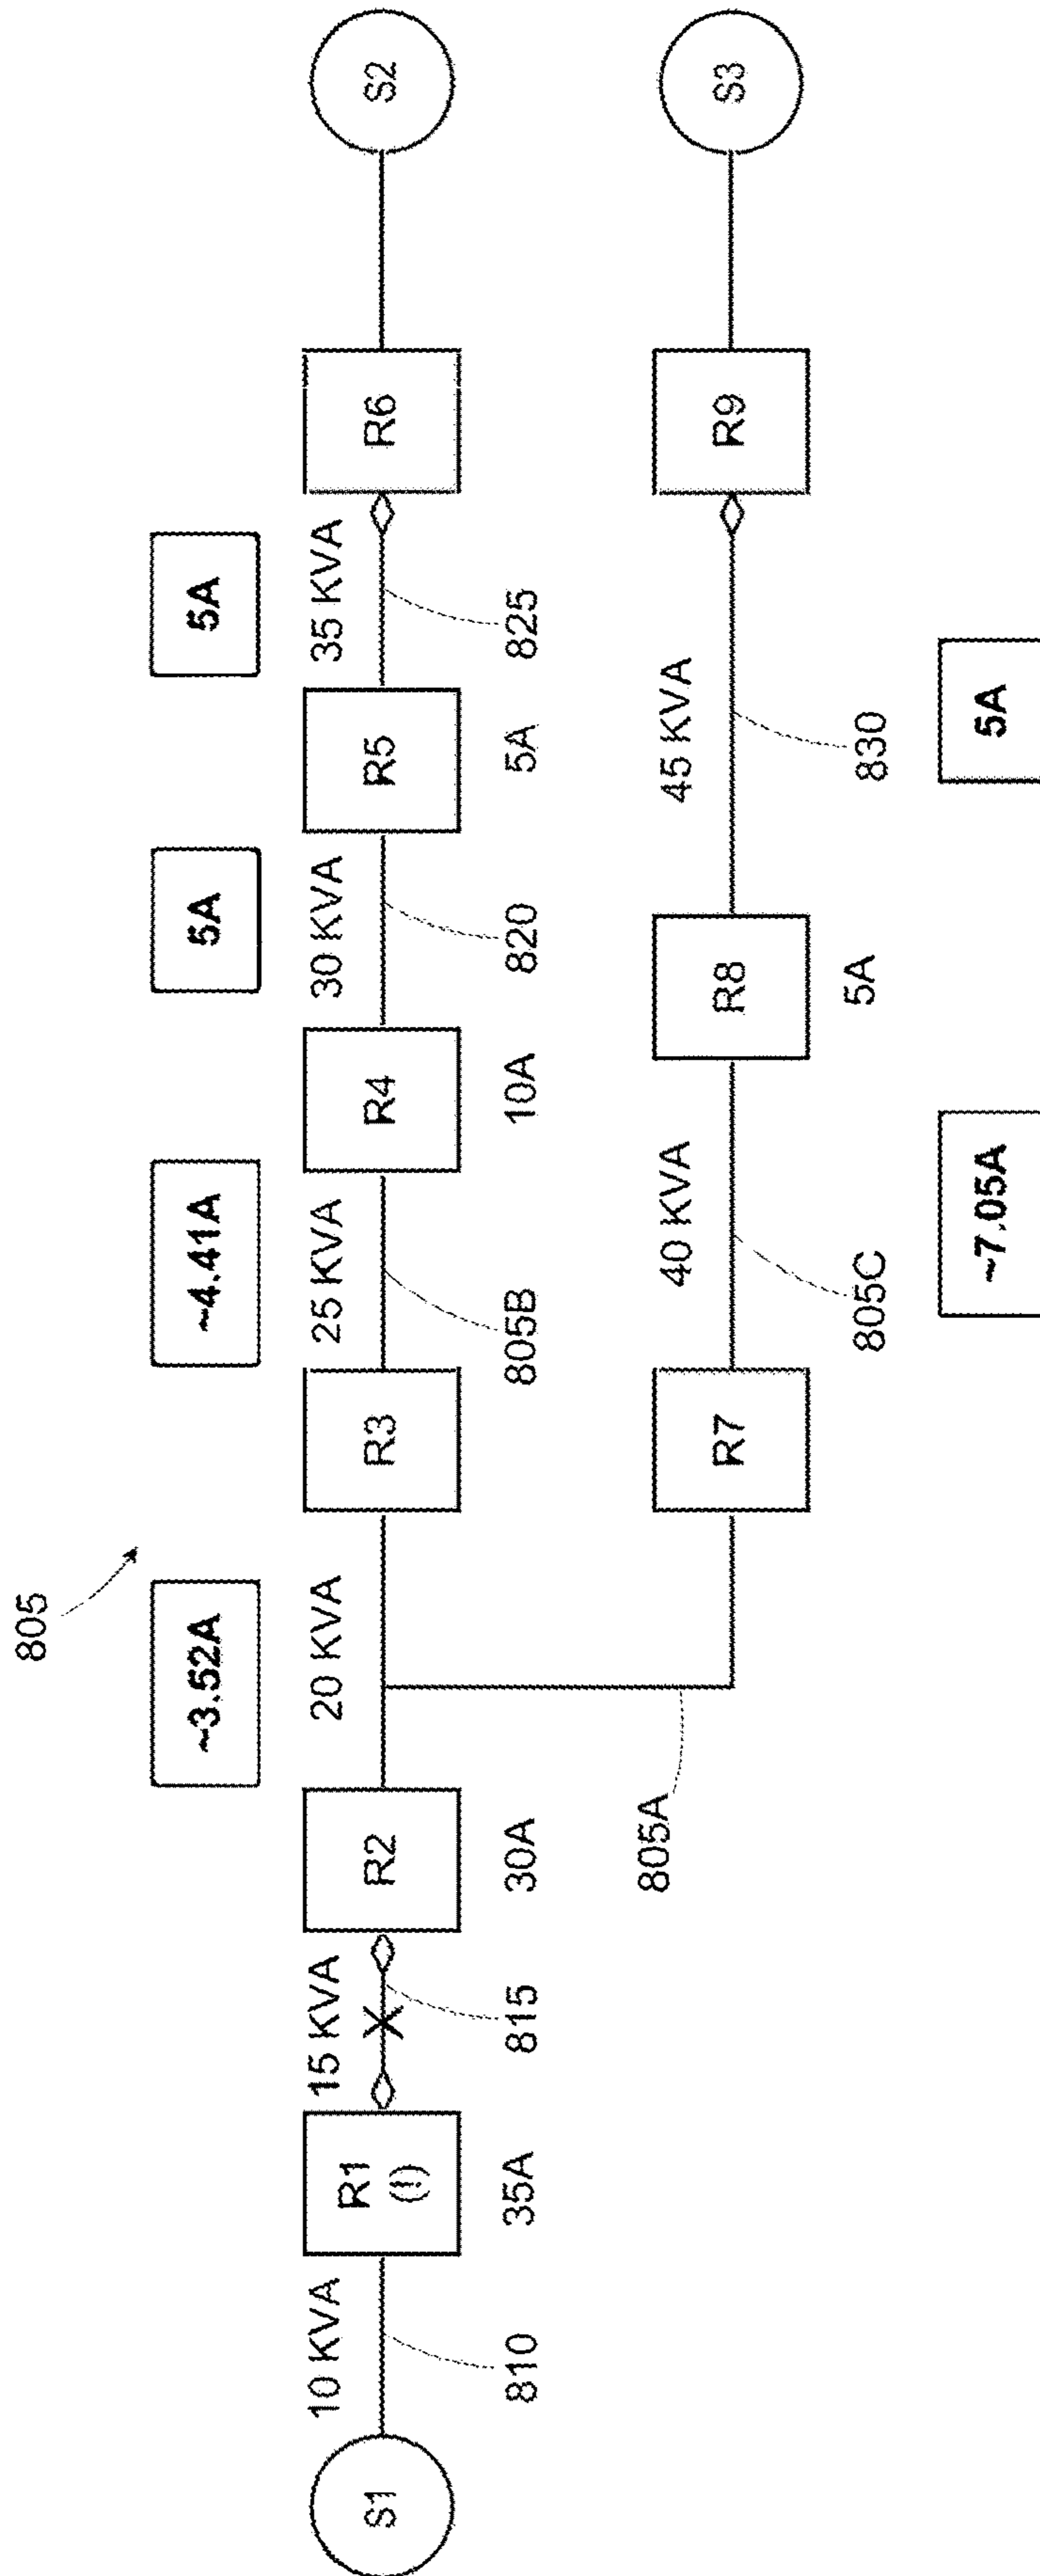 805
~3.52A
~4.41A
5A
5A
10 KVA
15 KVA
20 KVA
25 KVA
30 KVA
35 KVA
S1
R1
(!)
R2
R3
R4
R5
R6
S2
810
35A
815
30A
805B
10A
820
5A
825
40 KVA
45 KVA
805A
R7
R8
R9
S3
805C
5A
830
~7.05A
5A